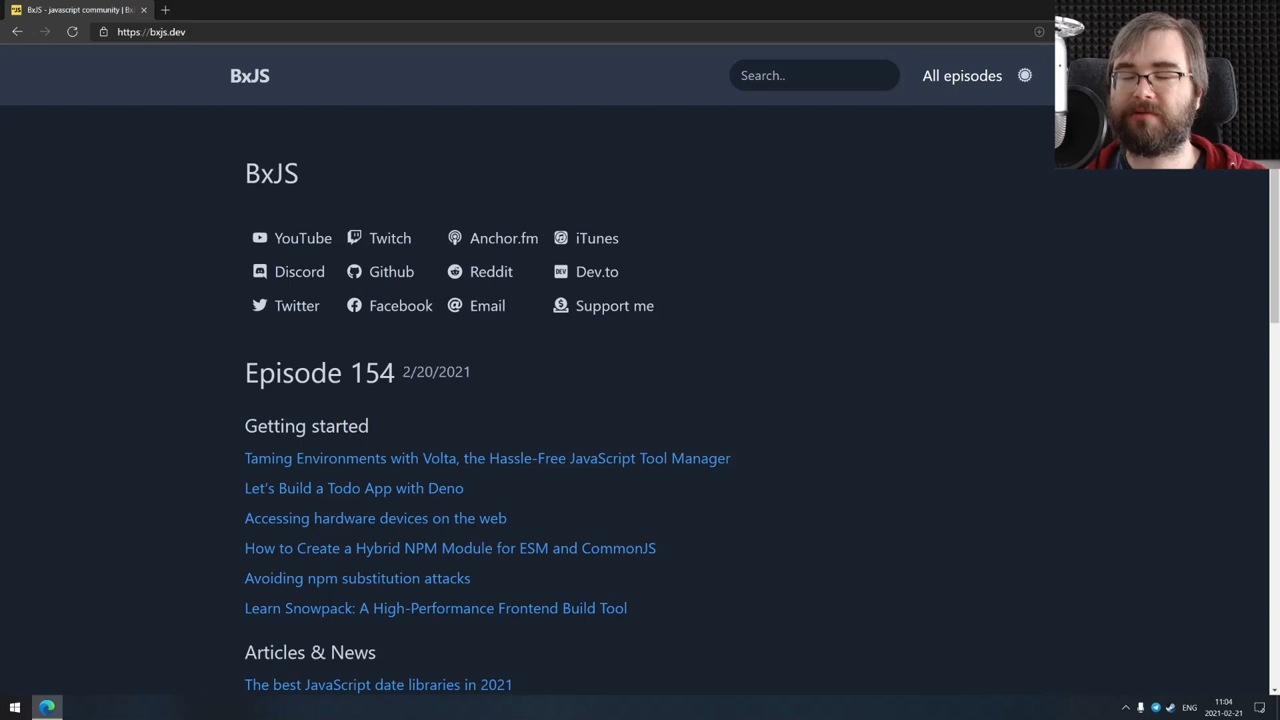 BxJS - javascript community | Bx
https://bxjs.dev
BxJS
Search..
All episodes
BxJS
YouTube Twitch Anchor.fm iTunes
Discord Github Reddit Dev.to
Twitter Facebook Email Support me
Episode 154 2/20/2021
Getting started
Taming Environments with Volta, the Hassle-Free JavaScript Tool Manager
Let's Build a Todo App with Deno
Accessing hardware devices on the web
How to Create a Hybrid NPM Module for ESM and CommonJS
Avoiding npm substitution attacks
Learn Snowpack: A High-Performance Frontend Build Tool
Articles & News
The best JavaScript date libraries in 2021
ENG
11:04
2021-02-21